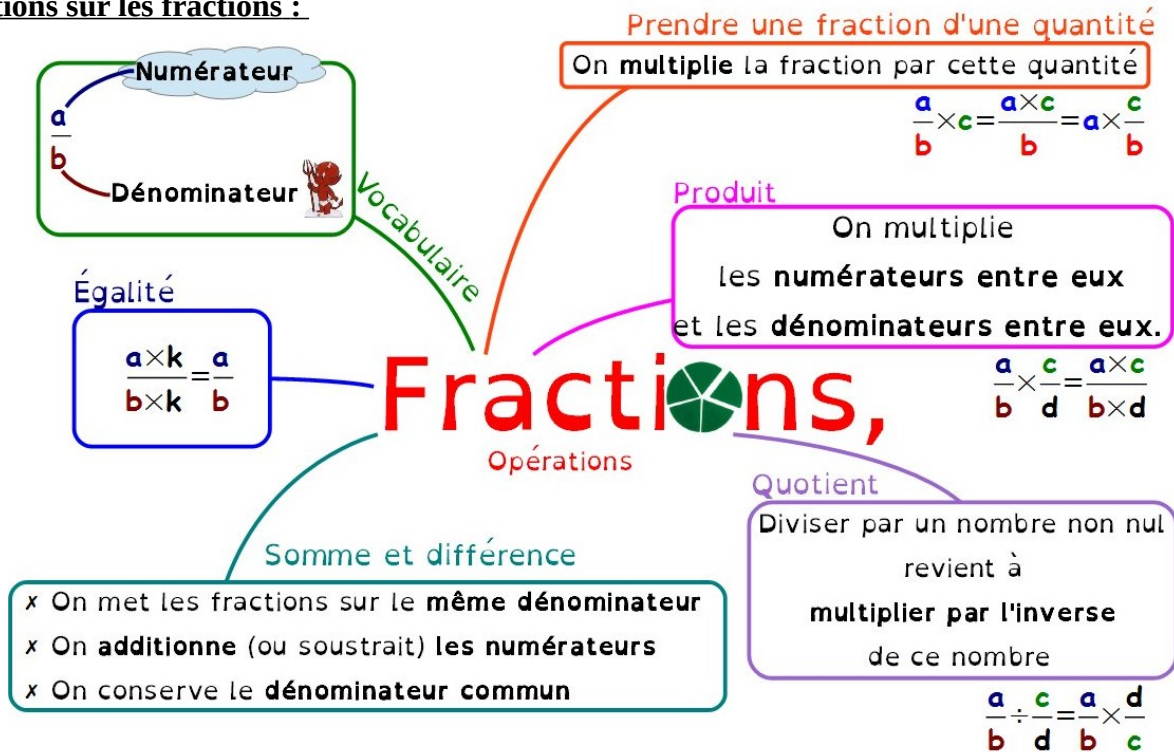 tions sur les fractions :
Vocabulaire
Numérateur
a
b
Dénominateur
Prendre une fraction d'une quantité
On multiplie la fraction par cette quantité
a/b×c=a×c/b=a×c/b
Produit
On multiplie
les numérateurs entre eux
et les dénominateurs entre eux.
a/b×c/d=a×c/b×d
Égalité
a×k/b×k=a/b
Fractions,
Opérations
Quotient
Diviser par un nombre non nul
revient à
multiplier par l'inverse
de ce nombre
a/b÷c/d=a/b×d/c
Somme et différence
x On met les fractions sur le même dénominateur
x On additionne (ou soustrait) les numérateurs
x On conserve le dénominateur commun